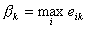 β_k = max_i e_ik